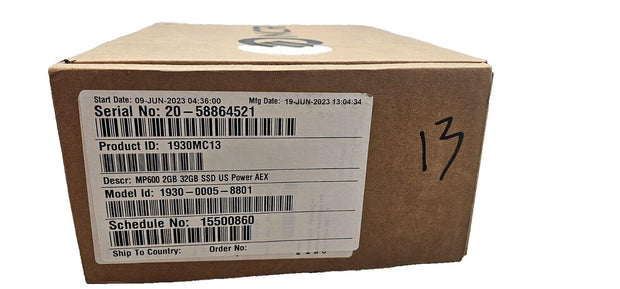 NCR
Start Date: 09-JUN-2023 04:36:00 Mfg Date: 19-JUN-2023 13:04:34
Serial No: 20-58864521
Product ID: 1930MC13
Descr: MP600 2GB 32GB SSD US Power AEX
Model Id: 1930-0005-8801
Schedule No: 15500860
Ship To Country: Order No:
13